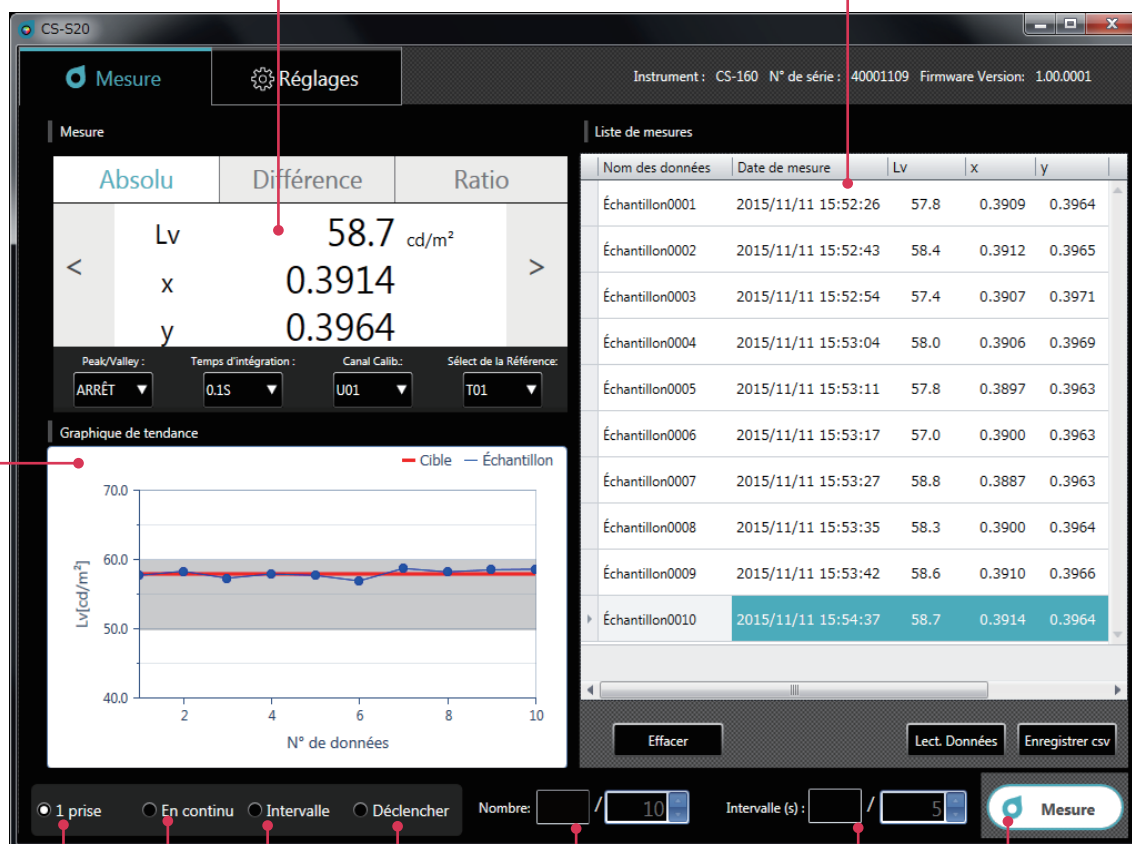 CS-S20
Mesure
Réglages
Instrument : CS-160 N° de série : 40001109 Firmware Version: 1.00.0001
Mesure
Absolu Différence Ratio
< Lv 58.7 cd/m² >
x 0.3914
y 0.3964
Peak/Valley : Temps d'intégration : Canal Calib.: Sélect de la Référence:
ARRÊT 0.1S U01 T01
Graphique de tendance
Cible Échantillon
70.0
60.0
50.0
40.0
Lv[cd/m²]
2 4 6 8 10
N° de données
Liste de mesures
Nom des données Date de mesure Lv x y
Échantillon0001 2015/11/11 15:52:26 57.8 0.3909 0.3964
Échantillon0002 2015/11/11 15:52:43 58.4 0.3912 0.3965
Échantillon0003 2015/11/11 15:52:54 57.4 0.3907 0.3971
Échantillon0004 2015/11/11 15:53:04 58.0 0.3906 0.3969
Échantillon0005 2015/11/11 15:53:11 57.8 0.3897 0.3963
Échantillon0006 2015/11/11 15:53:17 57.0 0.3900 0.3963
Échantillon0007 2015/11/11 15:53:27 58.8 0.3887 0.3963
Échantillon0008 2015/11/11 15:53:35 58.3 0.3900 0.3964
Échantillon0009 2015/11/11 15:53:42 58.6 0.3910 0.3966
Échantillon0010 2015/11/11 15:54:37 58.7 0.3914 0.3964
Effacer Lect. Données Enregistrer csv
1 prise En continu Intervalle Déclencher Nombre: / 10 Intervalle (s) : / 5 Mesure